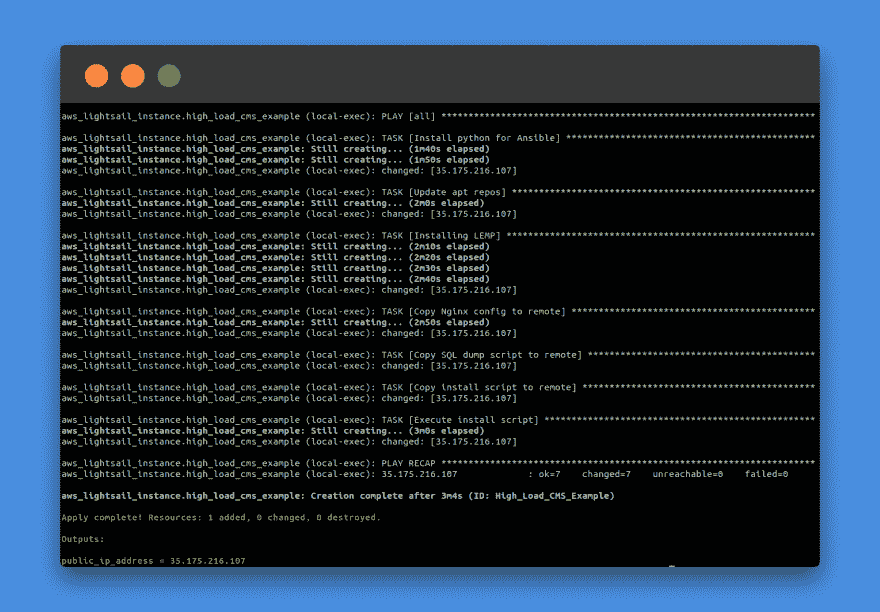 aws_lightsail_instance.high_load_cms_example (local-exec): PLAY [all] *********************************************************************
aws_lightsail_instance.high_load_cms_example (local-exec): TASK [Install python for Ansible] **********************************************
aws_lightsail_instance.high_load_cms_example: Still creating... (1m40s elapsed)
aws_lightsail_instance.high_load_cms_example: Still creating... (1m50s elapsed)
aws_lightsail_instance.high_load_cms_example (local-exec): changed: [35.175.216.107]
aws_lightsail_instance.high_load_cms_example (local-exec): TASK [Update apt repos] ********************************************************
aws_lightsail_instance.high_load_cms_example: Still creating... (2m0s elapsed)
aws_lightsail_instance.high_load_cms_example (local-exec): changed: [35.175.216.107]
aws_lightsail_instance.high_load_cms_example (local-exec): TASK [Installing LEMP] *********************************************************
aws_lightsail_instance.high_load_cms_example: Still creating... (2m10s elapsed)
aws_lightsail_instance.high_load_cms_example: Still creating... (2m20s elapsed)
aws_lightsail_instance.high_load_cms_example: Still creating... (2m30s elapsed)
aws_lightsail_instance.high_load_cms_example: Still creating... (2m40s elapsed)
aws_lightsail_instance.high_load_cms_example (local-exec): changed: [35.175.216.107]
aws_lightsail_instance.high_load_cms_example (local-exec): TASK [Copy Nginx config to remote] *********************************************
aws_lightsail_instance.high_load_cms_example: Still creating... (2m50s elapsed)
aws_lightsail_instance.high_load_cms_example (local-exec): changed: [35.175.216.107]
aws_lightsail_instance.high_load_cms_example (local-exec): TASK [Copy SQL dump script to remote] ******************************************
aws_lightsail_instance.high_load_cms_example (local-exec): changed: [35.175.216.107]
aws_lightsail_instance.high_load_cms_example (local-exec): TASK [Copy install script to remote] *******************************************
aws_lightsail_instance.high_load_cms_example (local-exec): changed: [35.175.216.107]
aws_lightsail_instance.high_load_cms_example (local-exec): TASK [Execute install script] **************************************************
aws_lightsail_instance.high_load_cms_example: Still creating... (3m0s elapsed)
aws_lightsail_instance.high_load_cms_example (local-exec): changed: [35.175.216.107]
aws_lightsail_instance.high_load_cms_example (local-exec): PLAY RECAP *********************************************************************
aws_lightsail_instance.high_load_cms_example (local-exec): 35.175.216.107             : ok=7    changed=7    unreachable=0    failed=0
aws_lightsail_instance.high_load_cms_example: Creation complete after 3m4s (ID: High_Load_CMS_Example)
Apply complete! Resources: 1 added, 0 changed, 0 destroyed.
Outputs:
public_ip_address = 35.175.216.107